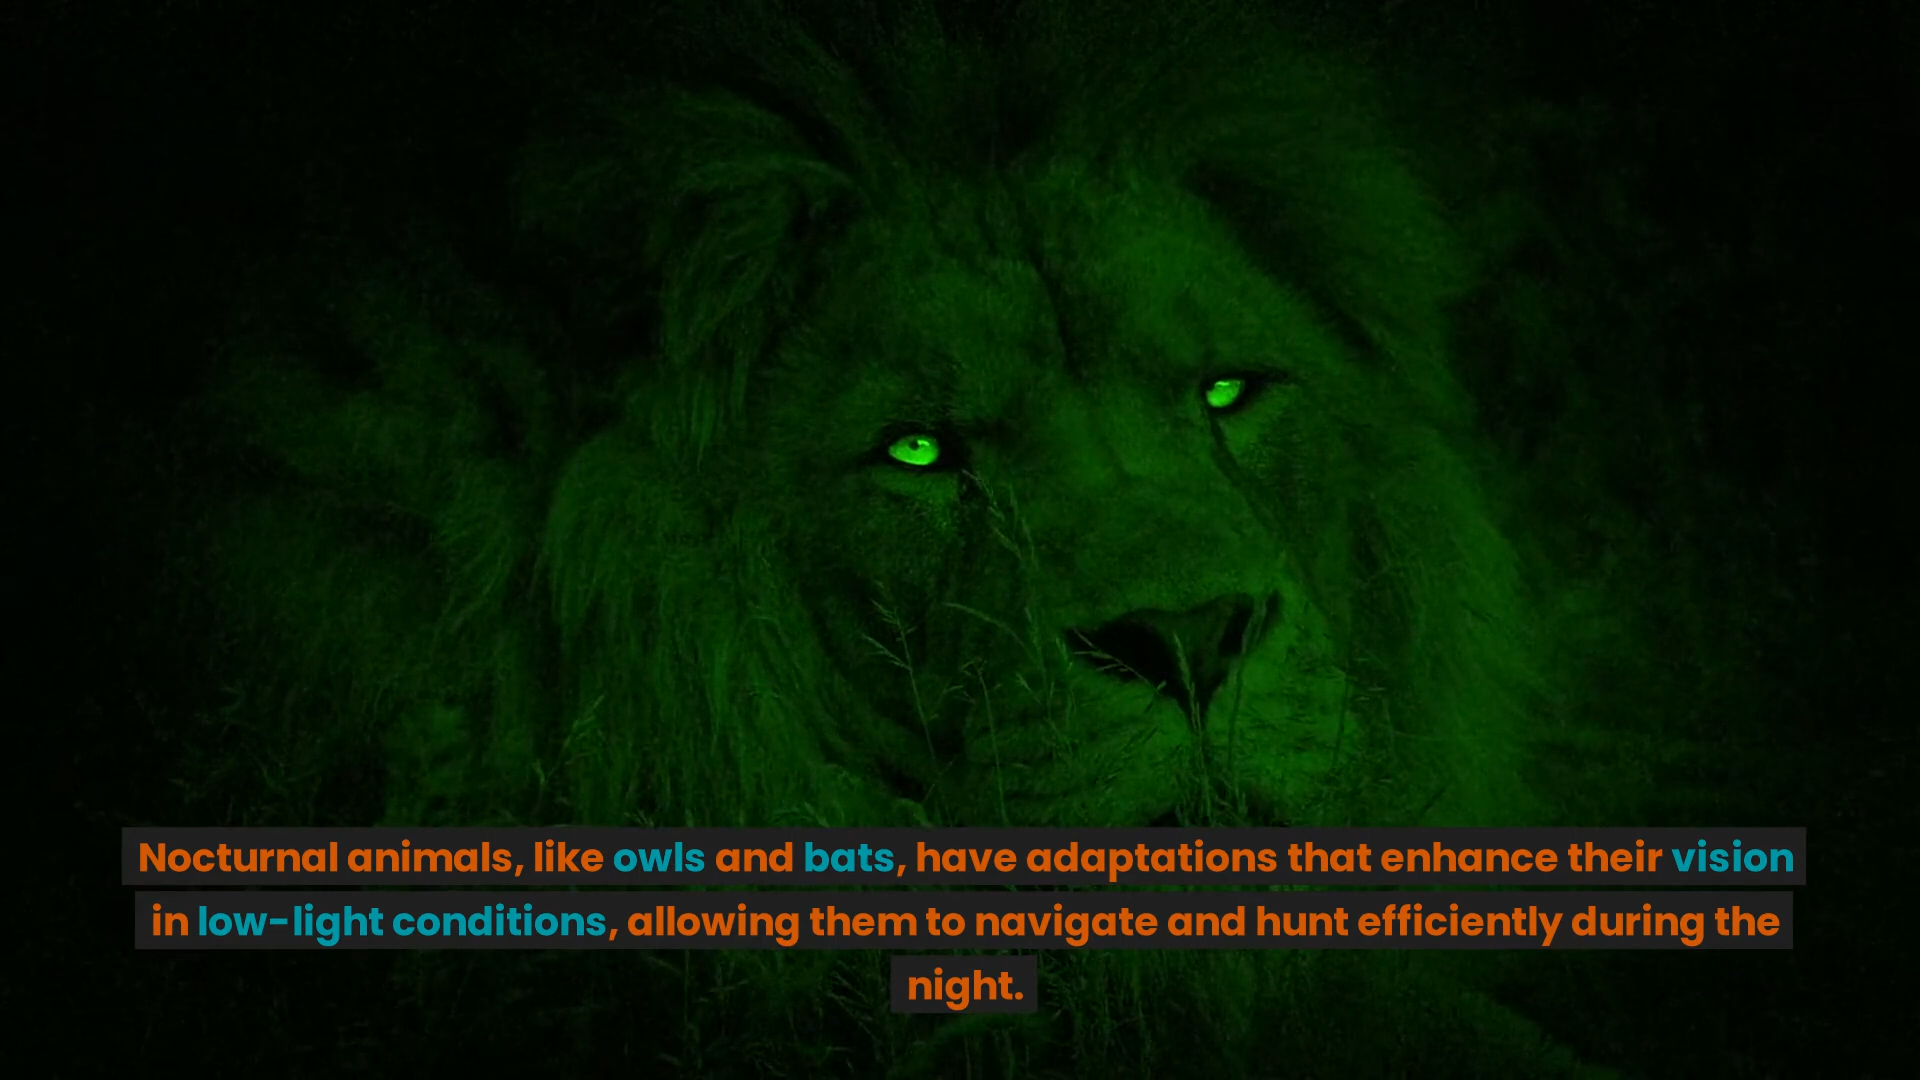 Nocturnal animals, like owls and bats, have adaptations that enhance their vision
in low-light conditions, allowing them to navigate and hunt efficiently during the
night.